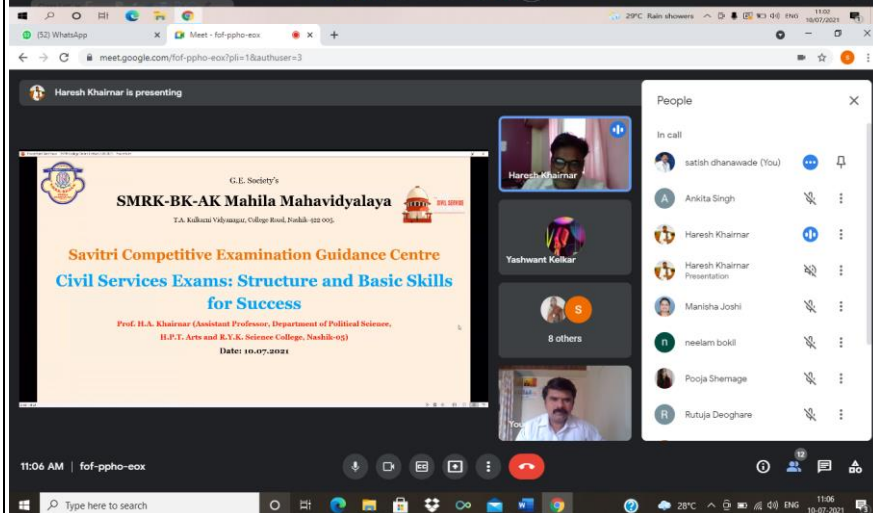 29°C Rain showers
ENG
11:02
10/07/2021
(52) WhatsApp
Meet - fof-ppho-eox
meet.google.com/fof-ppho-eox?pli=1&authuser=3
Haresh Khairnar is presenting
G.E. Society's
SMRK-BK-AK Mahila Mahavidyalaya
T.A. Kulkarni Vidyanagar, College Road, Nashik-422 005.
CIVIL SERVICE
Savitri Competitive Examination Guidance Centre
Civil Services Exams: Structure and Basic Skills
for Success
Prof. H.A. Khairnar (Assistant Professor, Department of Political Science,
H.P.T. Arts and R.Y.K. Science College, Nashik-05)
Date: 10.07.2021
Haresh Khairnar
Yashwant Kelkar
S
8 others
You
People
In call
satish dhanawade (You)
A
Ankita Singh
Haresh Khairnar
Haresh Khairnar
Presentation
Manisha Joshi
n
neelam bokil
Pooja Shernage
R
Rutuja Deoghare
11:06 AM | fof-ppho-eox
12
Type here to search
28°C
ENG
11:06
10-07-2021